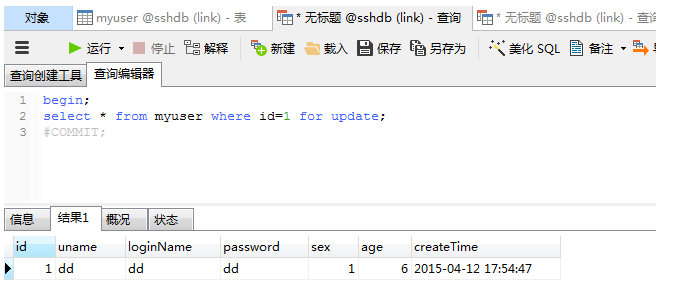 对象 myuser @sshdb (link) - 表 * 无标题 @sshdb (link) - 查询 * 无标题 @sshdb (link) - 查询
运行 停止 解释 新建 载入 保存 另存为 美化 SQL 备注
查询创建工具 查询编辑器
1 begin;
2 select * from myuser where id=1 for update;
3 #COMMIT;
信息 结果1 概况 状态
id uname loginName password sex age createTime
1 dd dd dd 1 6 2015-04-12 17:54:47